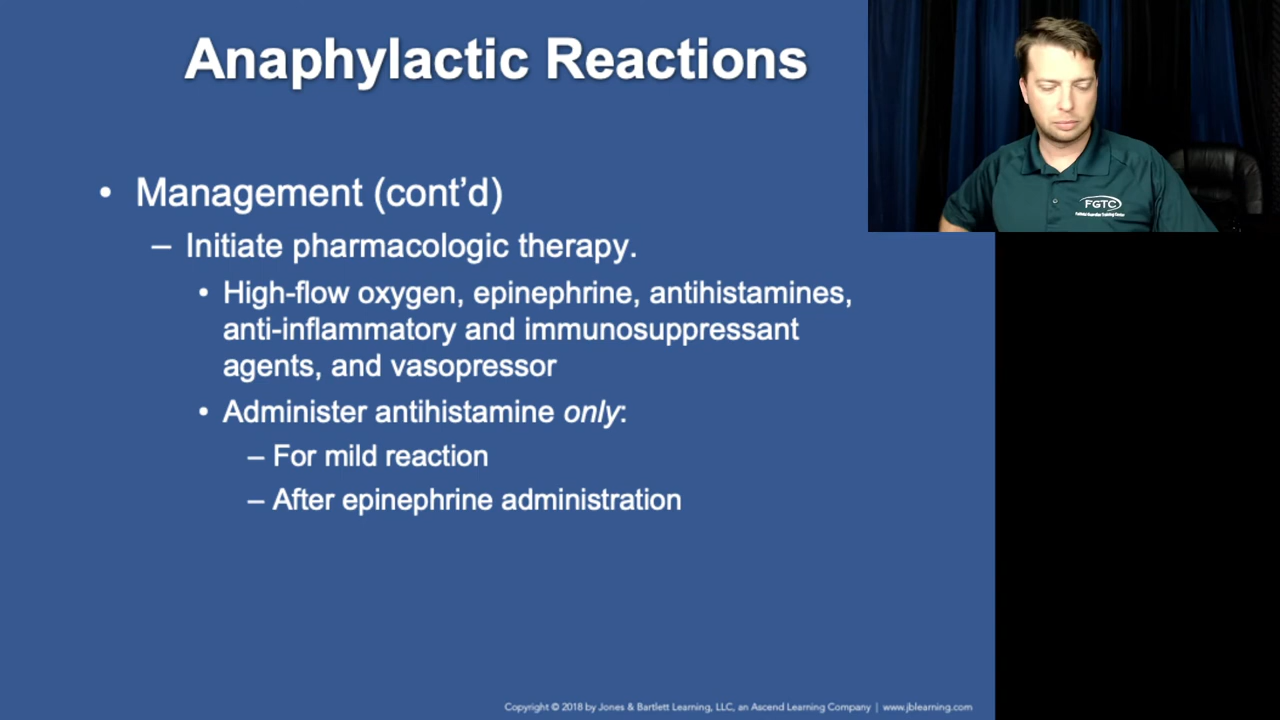 Anaphylactic Reactions
• Management (cont’d)
– Initiate pharmacologic therapy.
• High-flow oxygen, epinephrine, antihistamines,
anti-inflammatory and immunosuppressant
agents, and vasopressor
• Administer antihistamine only:
– For mild reaction
– After epinephrine administration
FGTC
Copyright © 2018 by Jones & Bartlett Learning, LLC, an Ascend Learning Company | www.jblearning.com